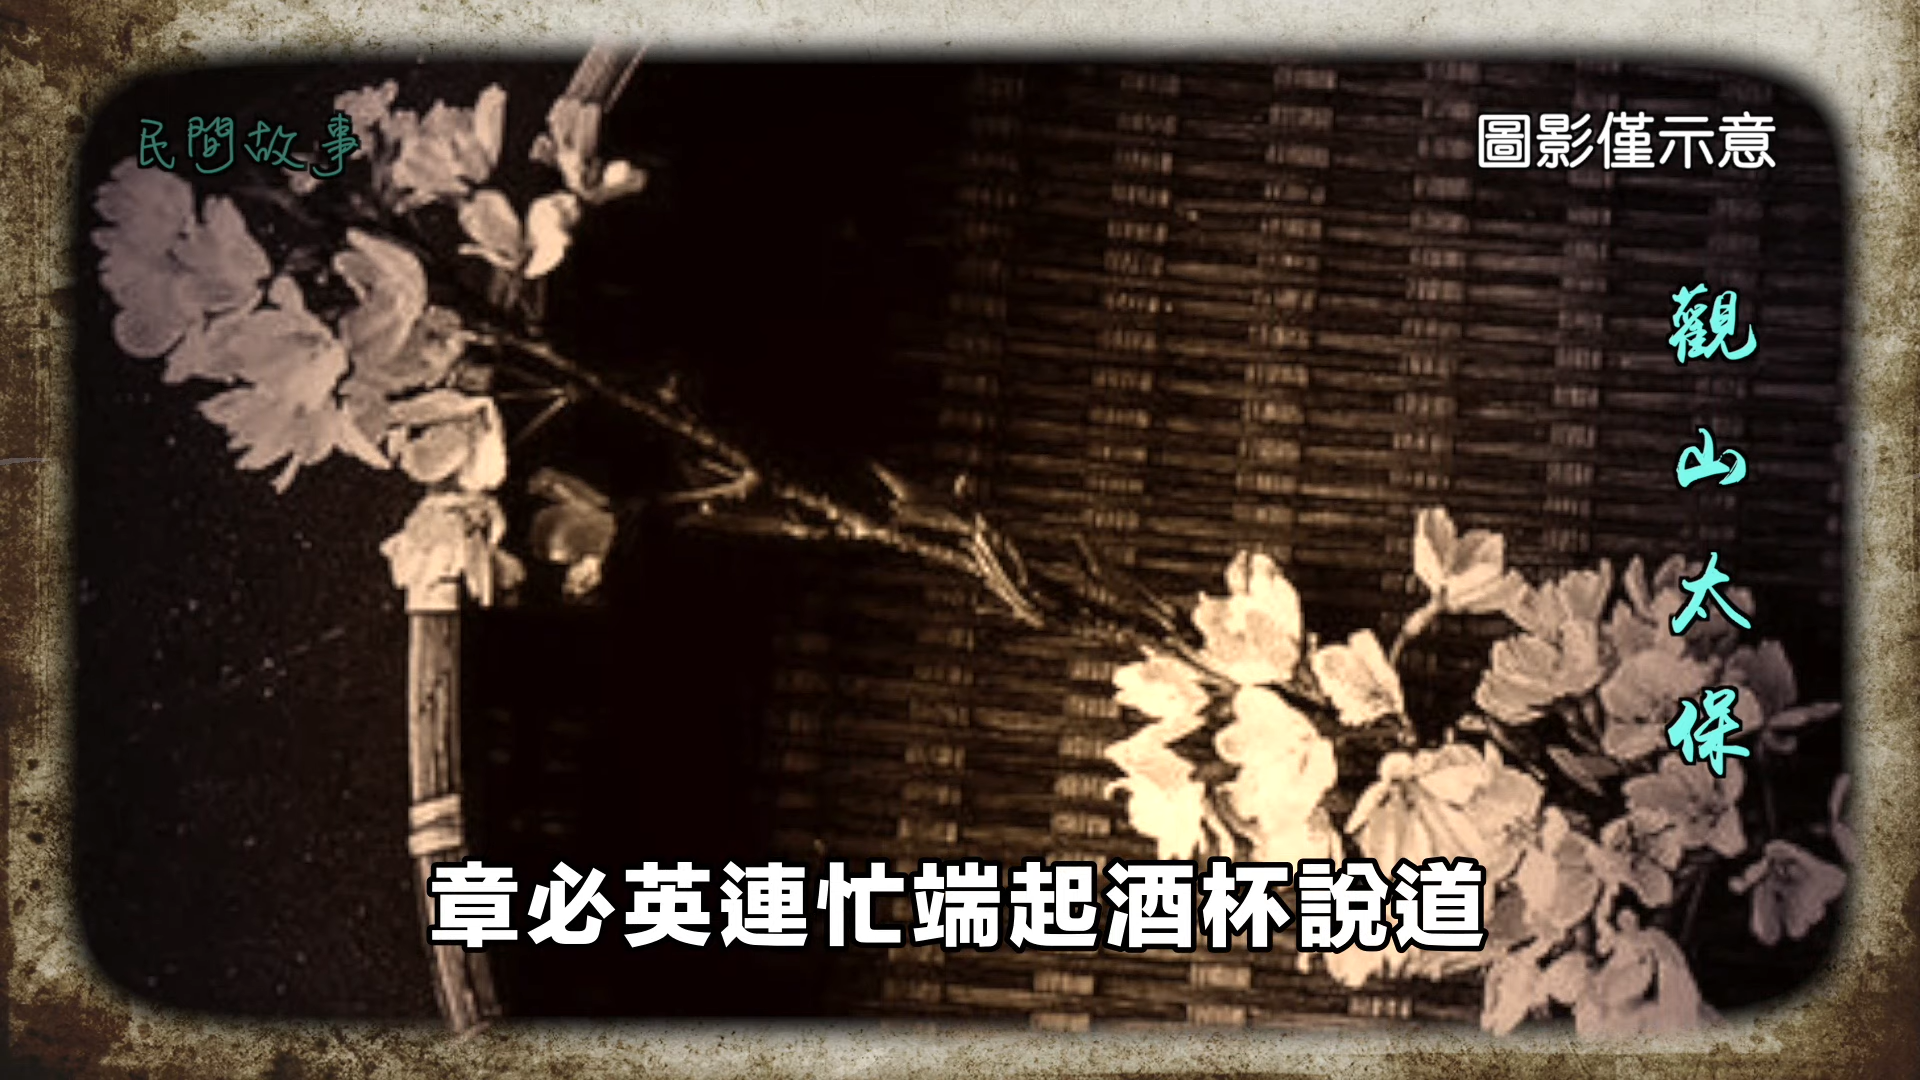 民間故事
圖影僅示意
觀山太保
章必英連忙端起酒杯說道